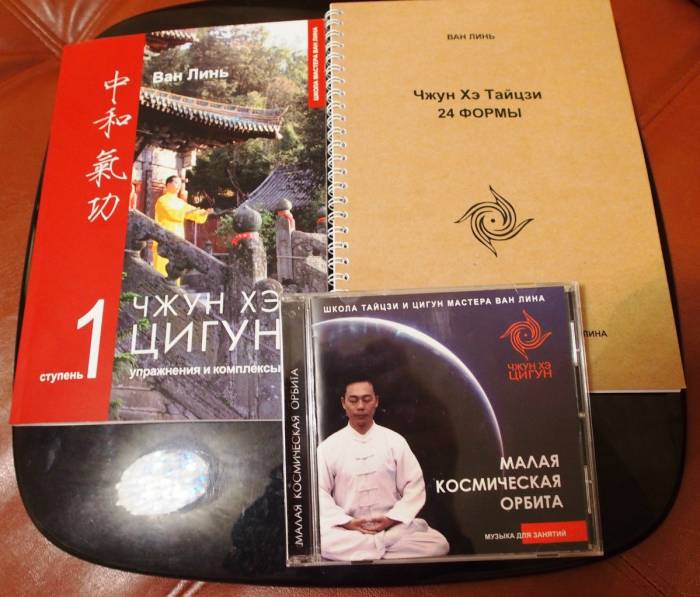 ШКОЛА МАСТЕРА ВАН ЛИНА
Ван Линь
中和氣功
ЧЖУН ХЭ
ЦИГУН
ступень 1
упражнения и комплексы
ВАН ЛИНЬ
Чжун Хэ Тайцзи
24 ФОРМЫ
ЛИНА
ШКОЛА ТАЙЦЗИ И ЦИГУН МАСТЕРА ВАН ЛИНА
ЧЖУН ХЭ
ЦИГУН
МАЛАЯ
КОСМИЧЕСКАЯ
ОРБИТА
МУЗЫКА ДЛЯ ЗАНЯТИЙ
МАЛАЯ КОСМИЧЕСКАЯ ОРБИТА